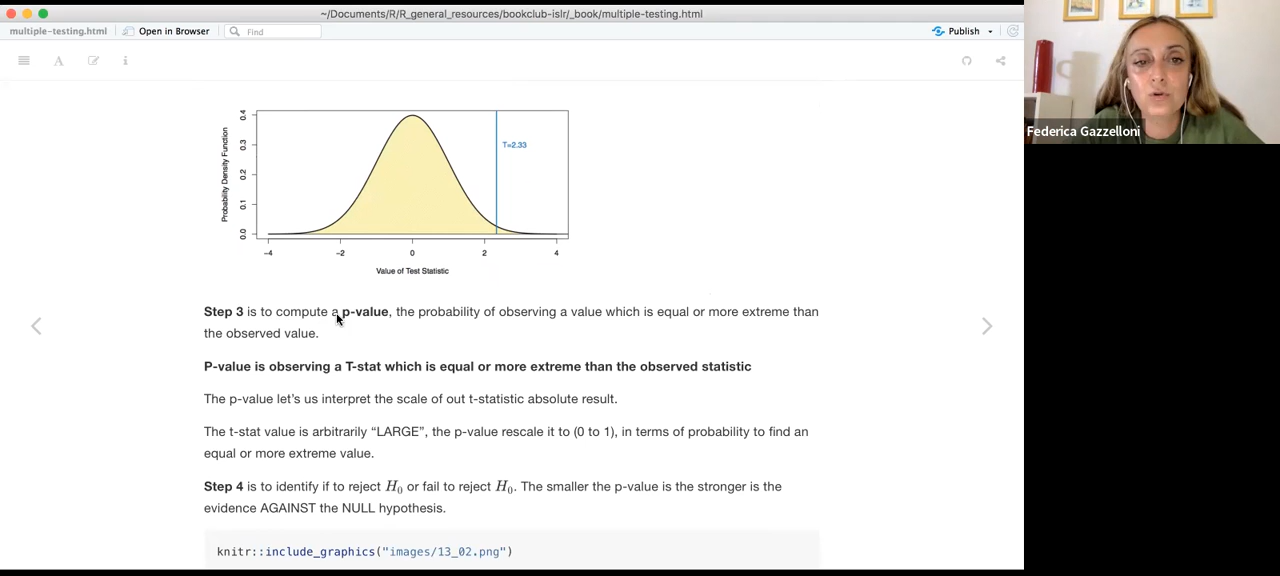 ~/Documents/R/R_general_resources/bookclub-islr/_book/multiple-testing.html
multiple-testing.html Open in Browser Find Publish
Federica Gazzelloni
Probability Density Function
0.4
0.3
0.2
0.1
0.0
T=2.33
−4 −2 0 2 4
Value of Test Statistic
Step 3 is to compute a p-value, the probability of observing a value which is equal or more extreme than
the observed value.
P-value is observing a T-stat which is equal or more extreme than the observed statistic
The p-value let’s us interpret the scale of out t-statistic absolute result.
The t-stat value is arbitrarily “LARGE”, the p-value rescale it to (0 to 1), in terms of probability to find an
equal or more extreme value.
Step 4 is to identify if to reject H₀ or fail to reject H₀. The smaller the p-value is the stronger is the
evidence AGAINST the NULL hypothesis.
knitr::include_graphics("images/13_02.png")